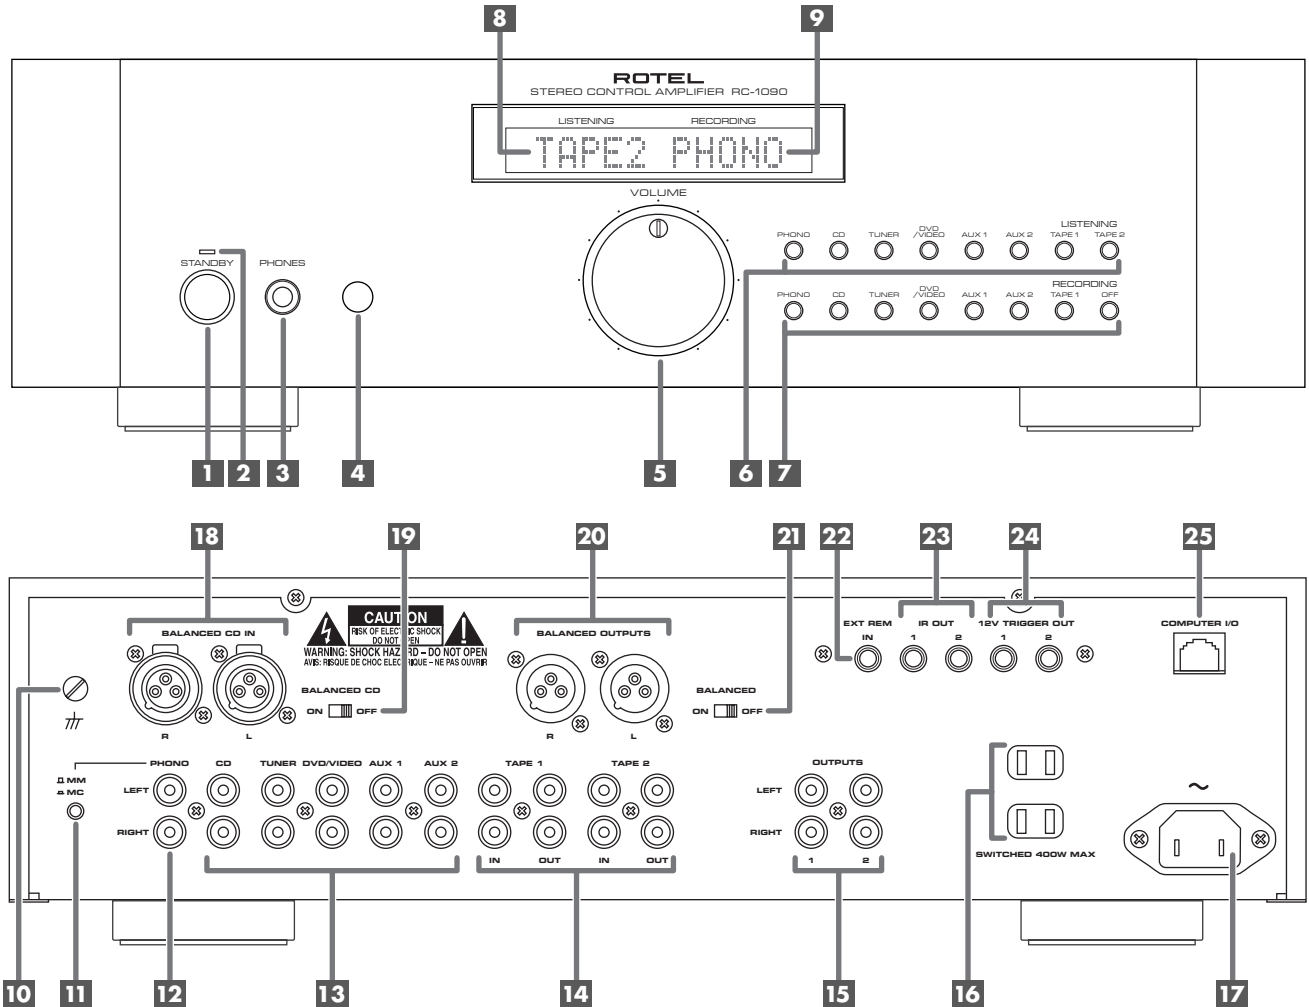 8 9
ROTEL
STEREO CONTROL AMPLIFIER RC-1090
LISTENING RECORDING
TAPE2 PHONO
VOLUME
LISTENING
PHONO CD TUNER DVD /VIDEO AUX 1 AUX 2 TAPE 1 TAPE 2
STANDBY PHONES
RECORDING
PHONO CD TUNER DVD /VIDEO AUX 1 AUX 2 TAPE 1 OFF
1 2 3 4 5 6 7
18 19 20 21 22 23 24 25
CAUTION
RISK OF ELECTRIC SHOCK
DO NOT OPEN
WARNING: SHOCK HAZARD – DO NOT OPEN
AVIS: RISQUE DE CHOC ELECTRIQUE – NE PAS OUVRIR
BALANCED CD IN BALANCED OUTPUTS
EXT REM IR OUT 12V TRIGGER OUT COMPUTER I/O
IN 1 2 1 2
BALANCED CD BALANCED
ON OFF ON OFF
R L R L
PHONO CD TUNER DVD/VIDEO AUX 1 AUX 2 TAPE 1 TAPE 2 OUTPUTS
MM
MC
LEFT LEFT
RIGHT RIGHT
~
SWITCHED 400W MAX
IN OUT IN OUT 1 2
10 11 12 13 14 15 16 17